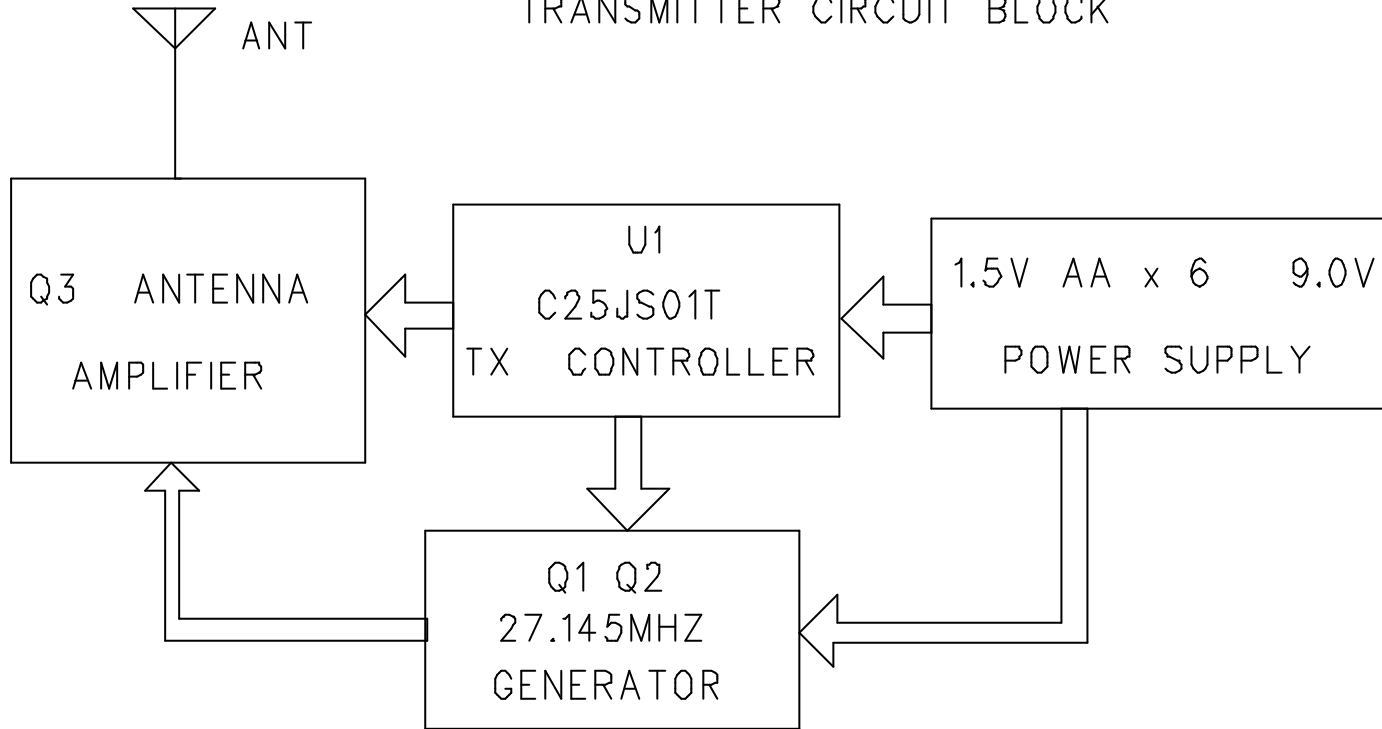 TRANSMITTER CIRCUIT BLOCK
ANT
Q3 ANTENNA
AMPLIFIER
U1
C25JS01T
TX CONTROLLER
1.5V AA x 6 9.0V
POWER SUPPLY
Q1 Q2
27.145MHZ
GENERATOR